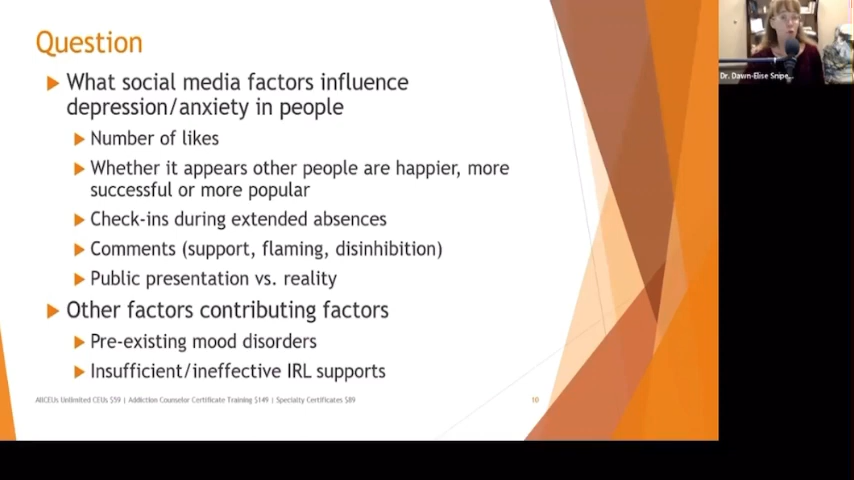 Question
What social media factors influence
depression/anxiety in people
Number of likes
Whether it appears other people are happier, more
successful or more popular
Check-ins during extended absences
Comments (support, flaming, disinhibition)
Public presentation vs. reality
Other factors contributing factors
Pre-existing mood disorders
Insufficient/ineffective IRL supports
AllCEUs Unlimited CEUs $59 | Addiction Counselor Certificate Training $149 | Specialty Certificates $89
10
Dr. Dawn-Elise Snipe...